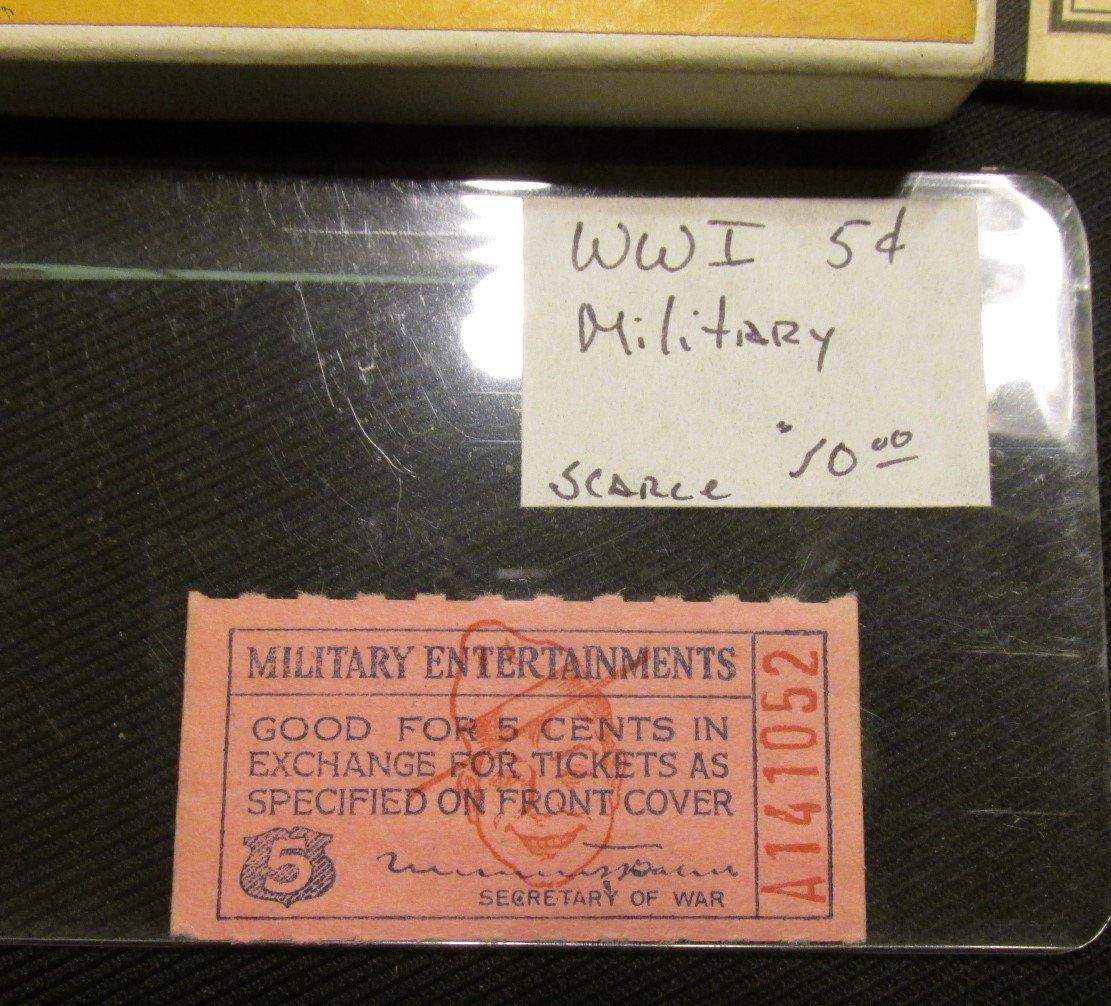 WWI 5¢
Military
$10.00
Scarce
MILITARY ENTERTAINMENTS
GOOD FOR 5 CENTS IN
EXCHANGE FOR TICKETS AS
SPECIFIED ON FRONT COVER
5
SECRETARY OF WAR
A141052